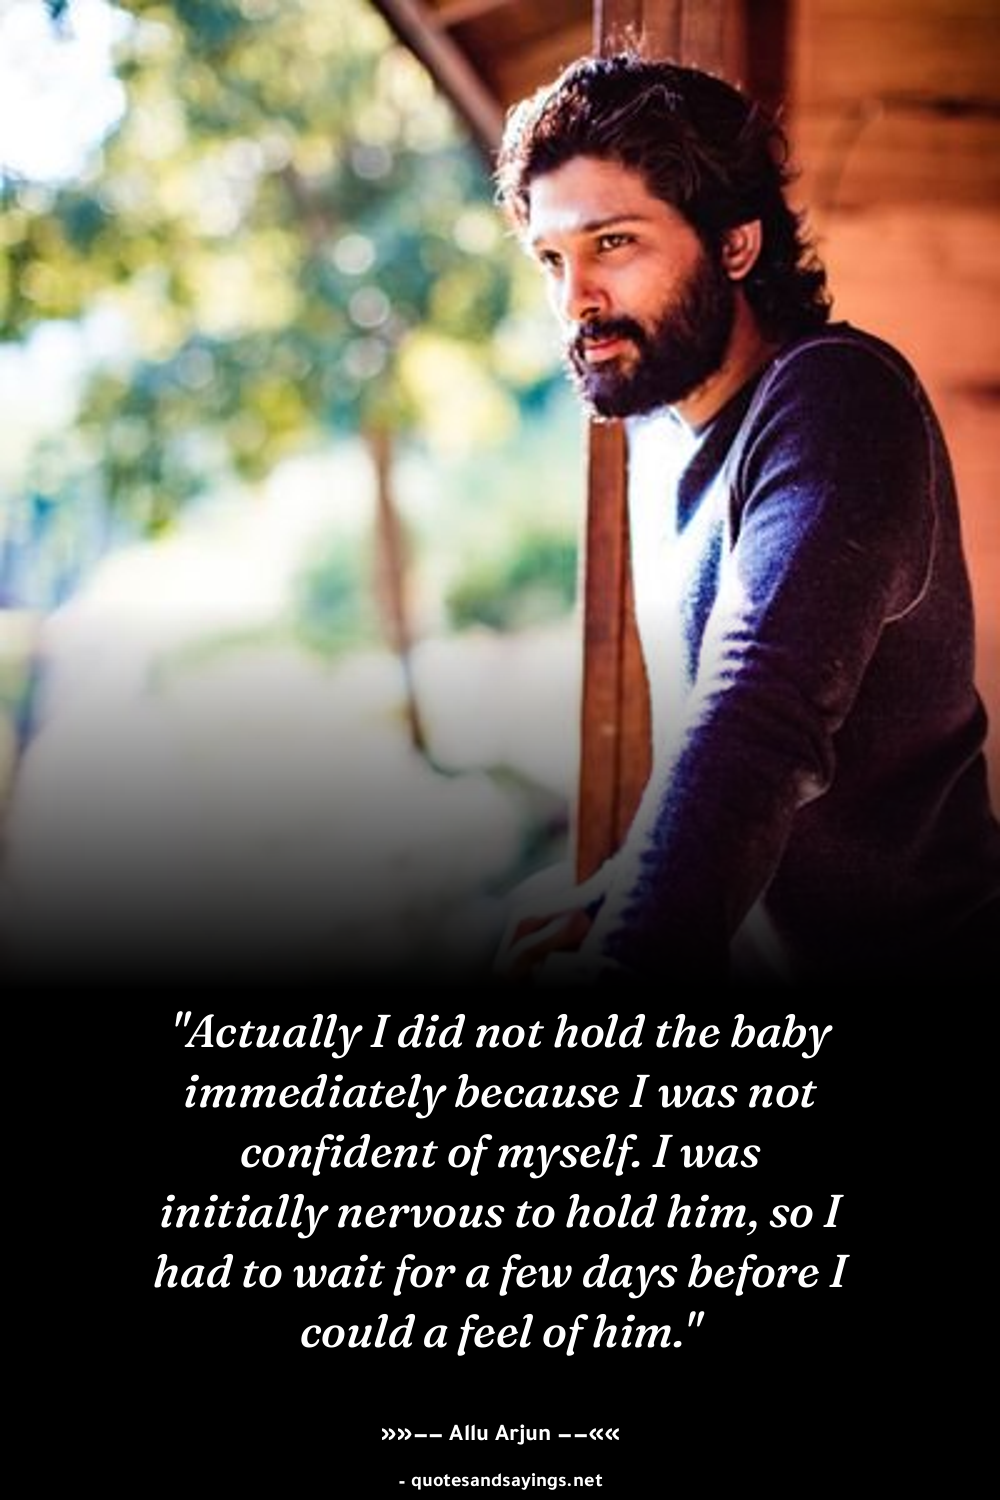 "Actually I did not hold the baby
immediately because I was not
confident of myself. I was
initially nervous to hold him, so I
had to wait for a few days before I
could a feel of him."
»»−− Allu Arjun −−««
- quotesandsayings.net